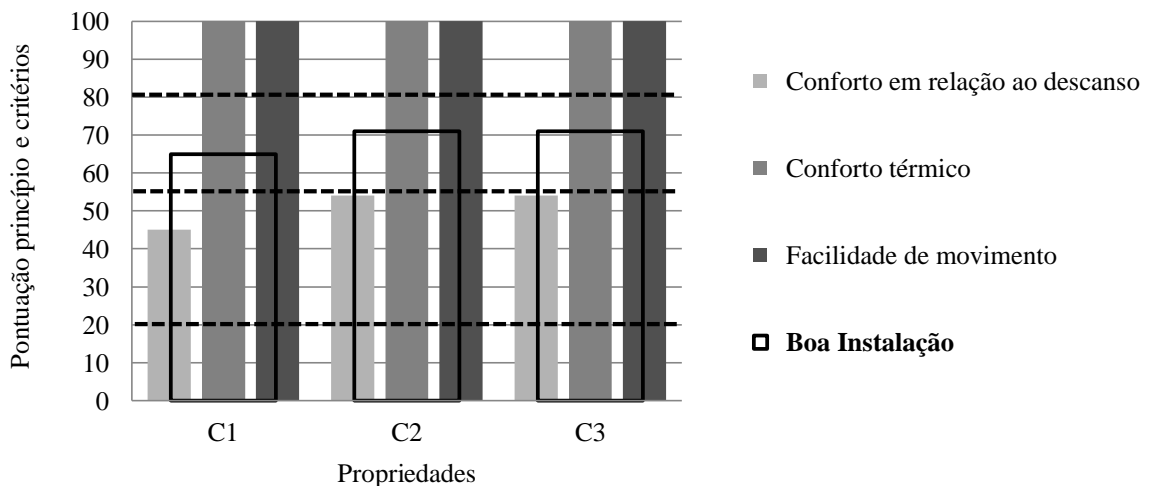 Pontuação princípio e critérios
100
90
80
70
60
50
40
30
20
10
0
C1
C2
C3
Propriedades
Conforto em relação ao descanso
Conforto térmico
Facilidade de movimento
Boa Instalação